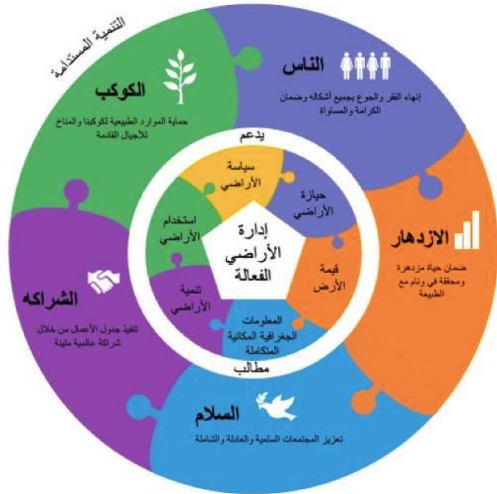 التنمية المستدامة
الناس
إنهاء الفقر والجوع بجميع أشكاله وضمان
الكرامة والمساواة
الازدهار
ضمان حياة مزدهرة
ومحققة في وئام مع
الطبيعة
السلام
تعزيز المجتمعات السلمية والعادلة والشاملة
الشراكه
تنفيذ جدول الأعمال من خلال
شراكة عالمية متينة
الكوكب
حماية الموارد الطبيعية لكوكبنا والمناخ
للأجيال القادمة
يدعم
سياسة
الأراضي
حيازة
الأراضي
قيمة
الأرض
المعلومات
الجغرافية المكانية
المتكاملة
تنمية
الأراضي
استخدام
الأراضي
إدارة
الأراضي
الفعالة
مطالب